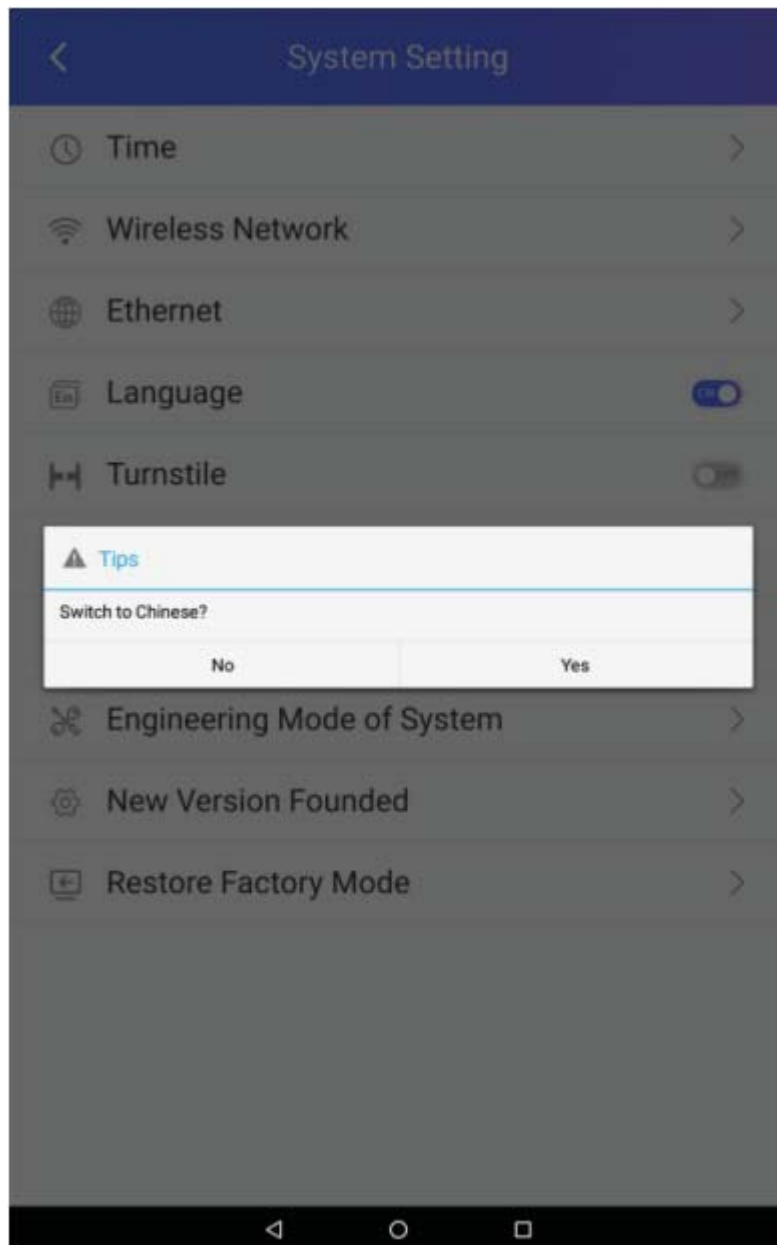 System Setting
Time
Wireless Network
Ethernet
Language
Turnstile
Tips
Switch to Chinese?
No Yes
Engineering Mode of System
New Version Founded
Restore Factory Mode